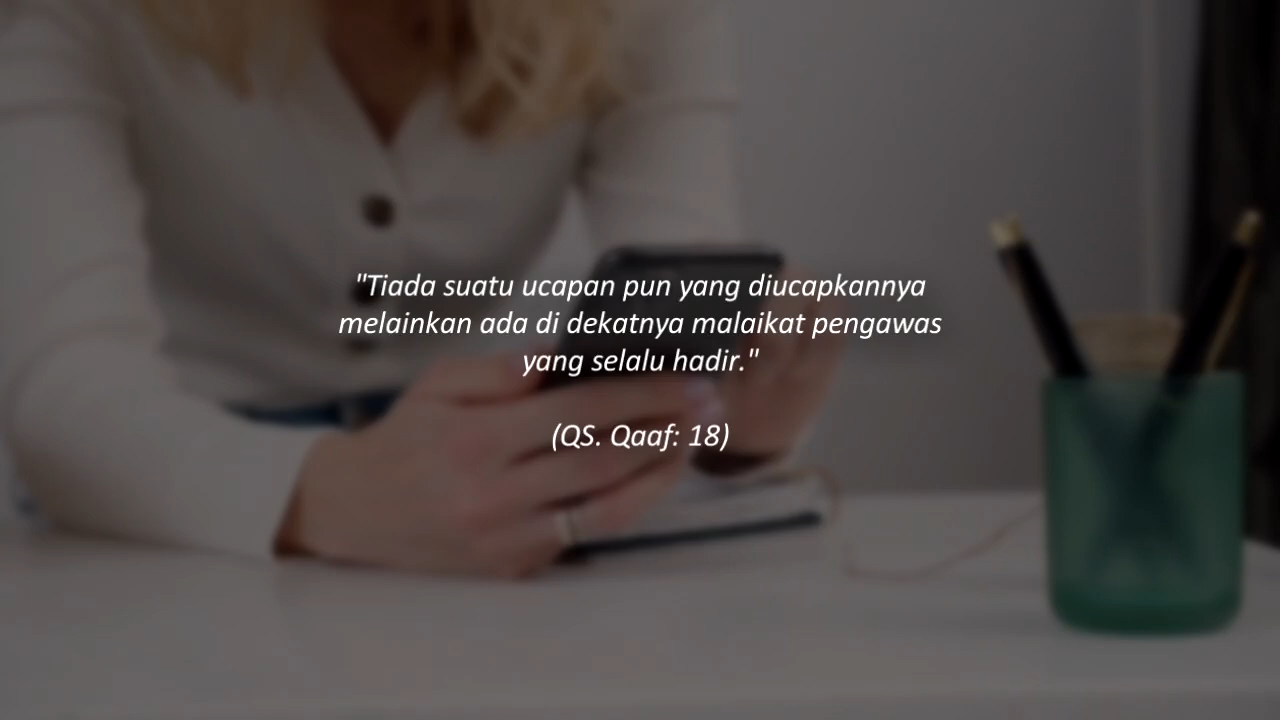 "Tiada suatu ucapan pun yang diucapkannya
melainkan ada di dekatnya malaikat pengawas
yang selalu hadir."
(QS. Qaaf: 18)